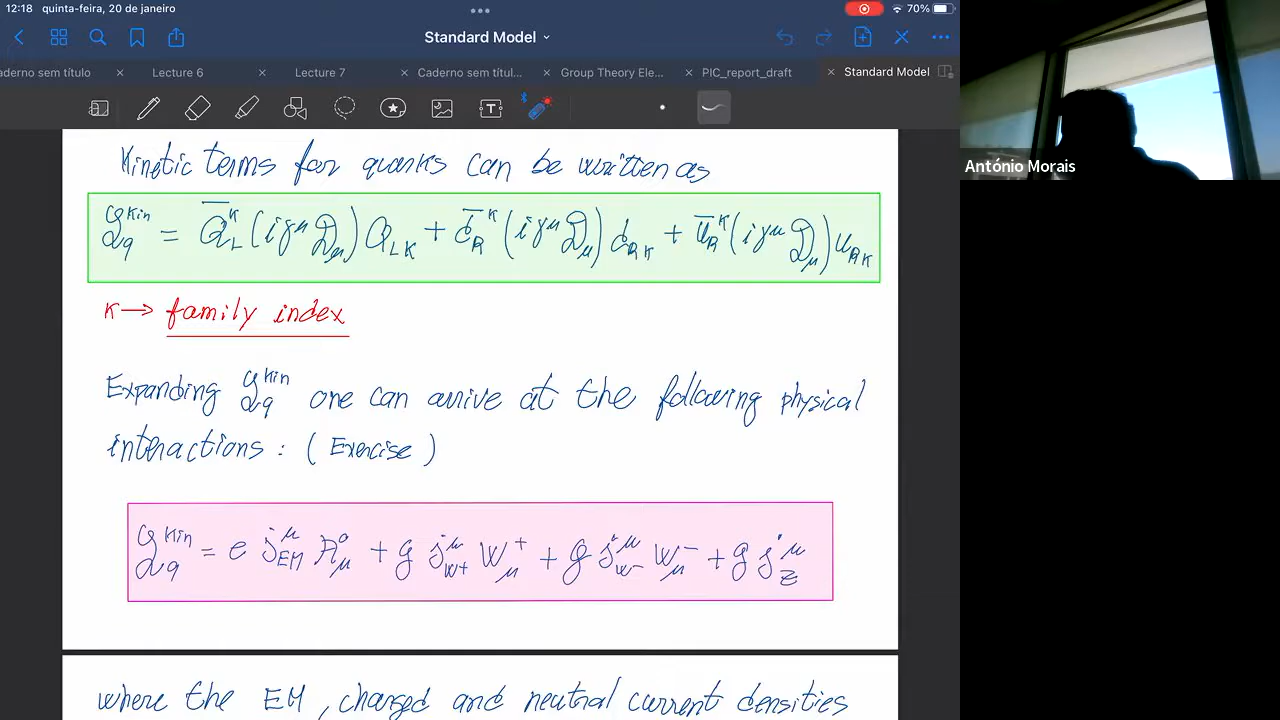 12:18 quinta-feira, 20 de janeiro
70%
Standard Model
aderno sem título
Lecture 6
Lecture 7
Caderno sem títul...
Group Theory Ele...
PIC_report_draft
Standard Model
António Morais
Kinetic terms for quarks can be written as
ℒ_q^Kin = Q̄_L^K (iγ^μ 𝒟_μ) Q_LK + d̄_R^K (iγ^μ 𝒟_μ) d_RK + ū_R^K (iγ^μ 𝒟_μ) u_RK
K → family index
Expanding ℒ_q^Kin one can arrive at the following physical
interactions : ( Exercise )
ℒ_q^Kin = e j_EM^μ A_μ^0 + g j_W+^μ W_μ^+ + g j_W-^μ W_μ^- + g j_Z^μ
where the EM, charged and neutral current densities